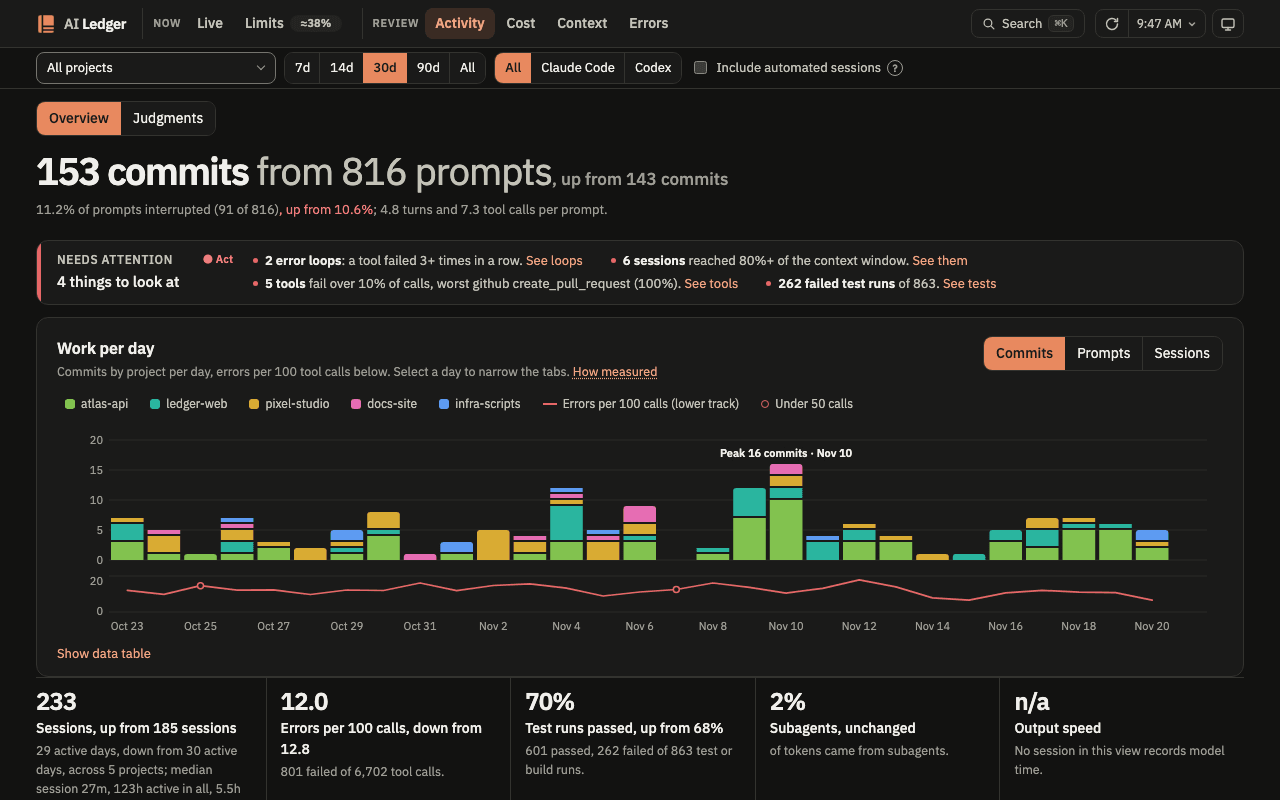 AI Ledger NOW Live Limits ≈38% REVIEW Activity Cost Context Errors Search ⌘K 9:47 AM
All projects 7d 14d 30d 90d All All Claude Code Codex Include automated sessions ?
Overview Judgments
153 commits from 816 prompts, up from 143 commits
11.2% of prompts interrupted (91 of 816), up from 10.6%; 4.8 turns and 7.3 tool calls per prompt.
NEEDS ATTENTION
4 things to look at
Act
2 error loops: a tool failed 3+ times in a row. See loops
6 sessions reached 80%+ of the context window. See them
5 tools fail over 10% of calls, worst github create_pull_request (100%). See tools
262 failed test runs of 863. See tests
Work per day
Commits by project per day, errors per 100 tool calls below. Select a day to narrow the tabs. How measured
Commits Prompts Sessions
atlas-api ledger-web pixel-studio docs-site infra-scripts Errors per 100 calls (lower track) Under 50 calls
20
Peak 16 commits · Nov 10
15
10
5
0
20
0
Oct 23 Oct 25 Oct 27 Oct 29 Oct 31 Nov 2 Nov 4 Nov 6 Nov 8 Nov 10 Nov 12 Nov 14 Nov 16 Nov 18 Nov 20
Show data table
233
Sessions, up from 185 sessions
29 active days, down from 30 active
days, across 5 projects; median
session 27m, 123h active in all, 5.5h
12.0
Errors per 100 calls, down from
12.8
801 failed of 6,702 tool calls.
70%
Test runs passed, up from 68%
601 passed, 262 failed of 863 test or
build runs.
2%
Subagents, unchanged
of tokens came from subagents.
n/a
Output speed
No session in this view records model
time.